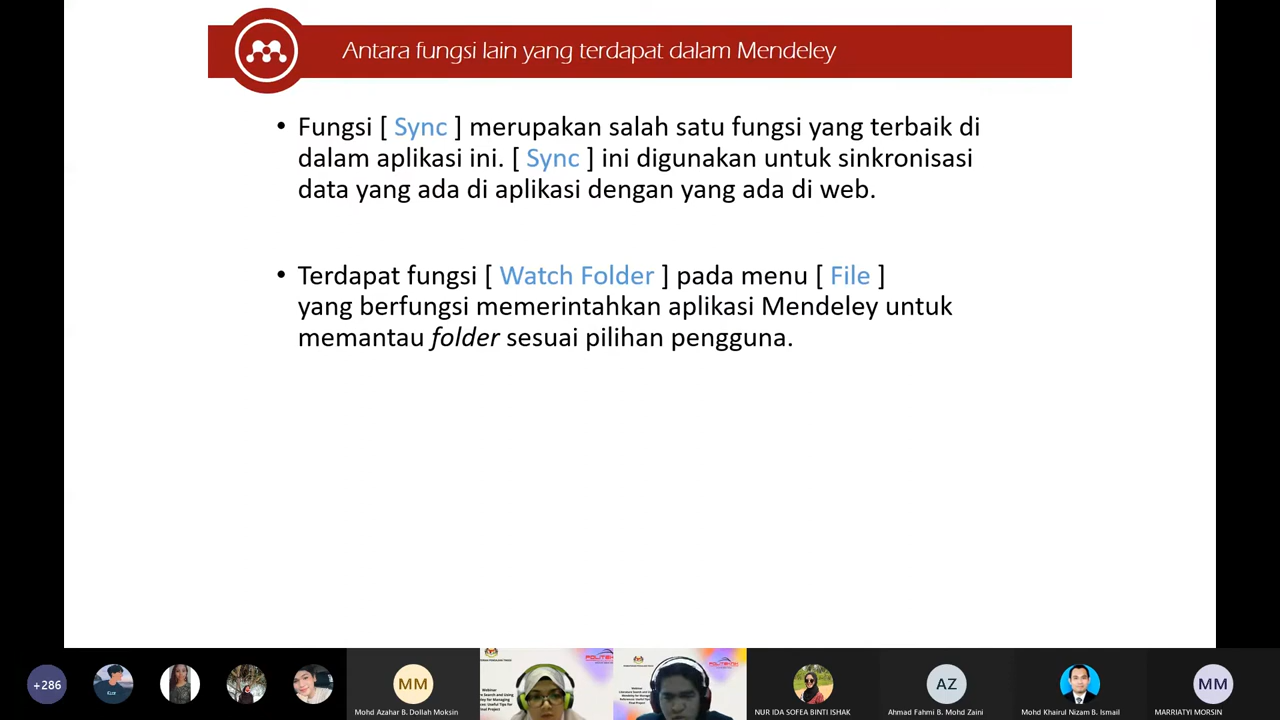 Antara fungsi lain yang terdapat dalam Mendeley
• Fungsi [ Sync ] merupakan salah satu fungsi yang terbaik di
dalam aplikasi ini. [ Sync ] ini digunakan untuk sinkronisasi
data yang ada di aplikasi dengan yang ada di web.
• Terdapat fungsi [ Watch Folder ] pada menu [ File ]
yang berfungsi memerintahkan aplikasi Mendeley untuk
memantau folder sesuai pilihan pengguna.
+286
MM
AZ
MM
Mohd Azahar B. Dollah Moksin
NUR IDA SOFEA BINTI ISHAK
Ahmad Fahmi B. Mohd Zaini
Mohd Khairul Nizam B. Ismail
MARRIATYI MORSIN
Webinar
Final Project